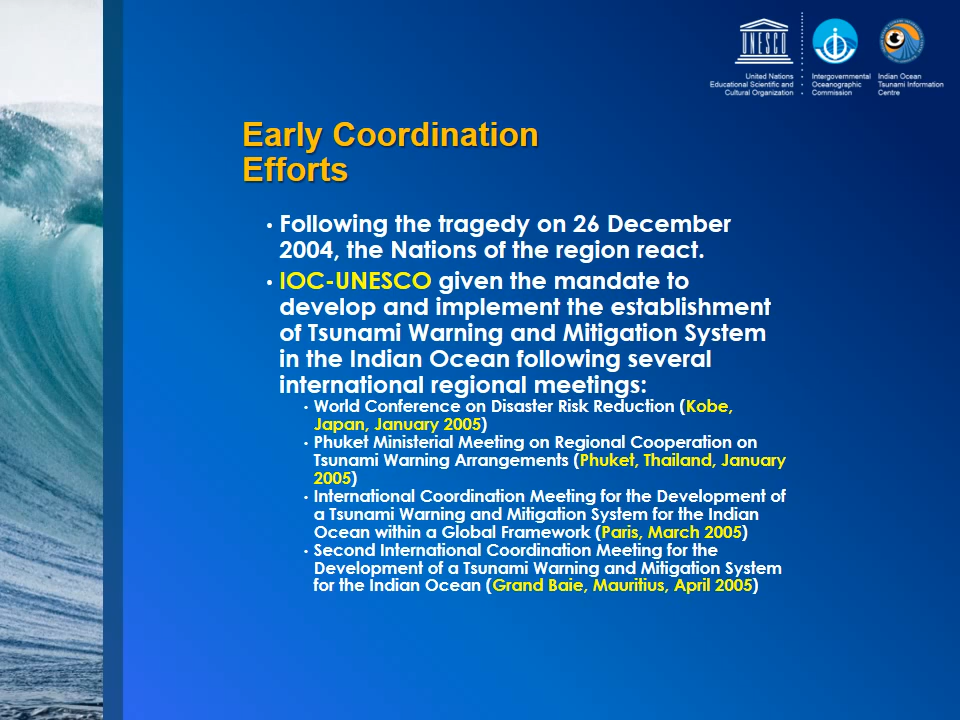 UNESCO
United Nations
Educational Scientific and
Cultural Organization
Intergovernmental
Oceanographic
Commission
Indian Ocean
Tsunami Information
Centre
Early Coordination
Efforts
• Following the tragedy on 26 December
2004, the Nations of the region react.
• IOC-UNESCO given the mandate to
develop and implement the establishment
of Tsunami Warning and Mitigation System
in the Indian Ocean following several
international regional meetings:
• World Conference on Disaster Risk Reduction (Kobe,
Japan, January 2005)
• Phuket Ministerial Meeting on Regional Cooperation on
Tsunami Warning Arrangements (Phuket, Thailand, January
2005)
• International Coordination Meeting for the Development of
a Tsunami Warning and Mitigation System for the Indian
Ocean within a Global Framework (Paris, March 2005)
• Second International Coordination Meeting for the
Development of a Tsunami Warning and Mitigation System
for the Indian Ocean (Grand Baie, Mauritius, April 2005)